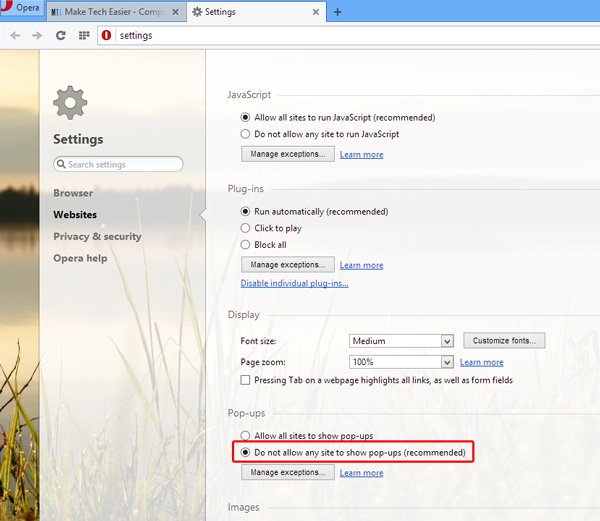 Opera
MTE Make Tech Easier - Comp
Settings
settings
Settings
Search settings
Browser
Websites
Privacy & security
Opera help
JavaScript
Allow all sites to run JavaScript (recommended)
Do not allow any site to run JavaScript
Manage exceptions... Learn more
Plug-ins
Run automatically (recommended)
Click to play
Block all
Manage exceptions... Learn more
Disable individual plug-ins...
Display
Font size: Medium Customize fonts...
Page zoom: 100% Learn more
Pressing Tab on a webpage highlights all links, as well as form fields
Pop-ups
Allow all sites to show pop-ups
Do not allow any site to show pop-ups (recommended)
Manage exceptions... Learn more
Images